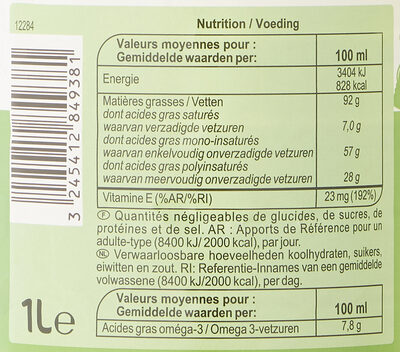 12284
Nutrition / Voeding
Valeurs moyennes pour :
Gemiddelde waarden per:
100 ml
Energie
3404 kJ
828 kcal
Matières grasses / Vetten
92 g
dont acides gras saturés
waarvan verzadigde vetzuren
7,0 g
dont acides gras mono-insaturés
waarvan enkelvoudig onverzadigde vetzuren
57 g
dont acides gras polyinsaturés
waarvan meervoudig onverzadigde vetzuren
28 g
Vitamine E (%AR/%RI)
23 mg (192%)
F Quantités négligeables de glucides, de sucres, de
protéines et de sel. AR : Apports de Référence pour un
adulte-type (8400 kJ/ 2000 kcal), par jour.
NL Verwaarloosbare hoeveelheden koolhydraten, suikers,
eiwitten en zout. RI: Referentie-Innames van een gemiddelde
volwassene (8400 kJ/ 2000 kcal), per dag.
Valeurs moyennes pour :
Gemiddelde waarden per:
100 ml
Acides gras oméga-3 / Omega 3-vetzuren
7,8 g
3 245412 849381
1L e